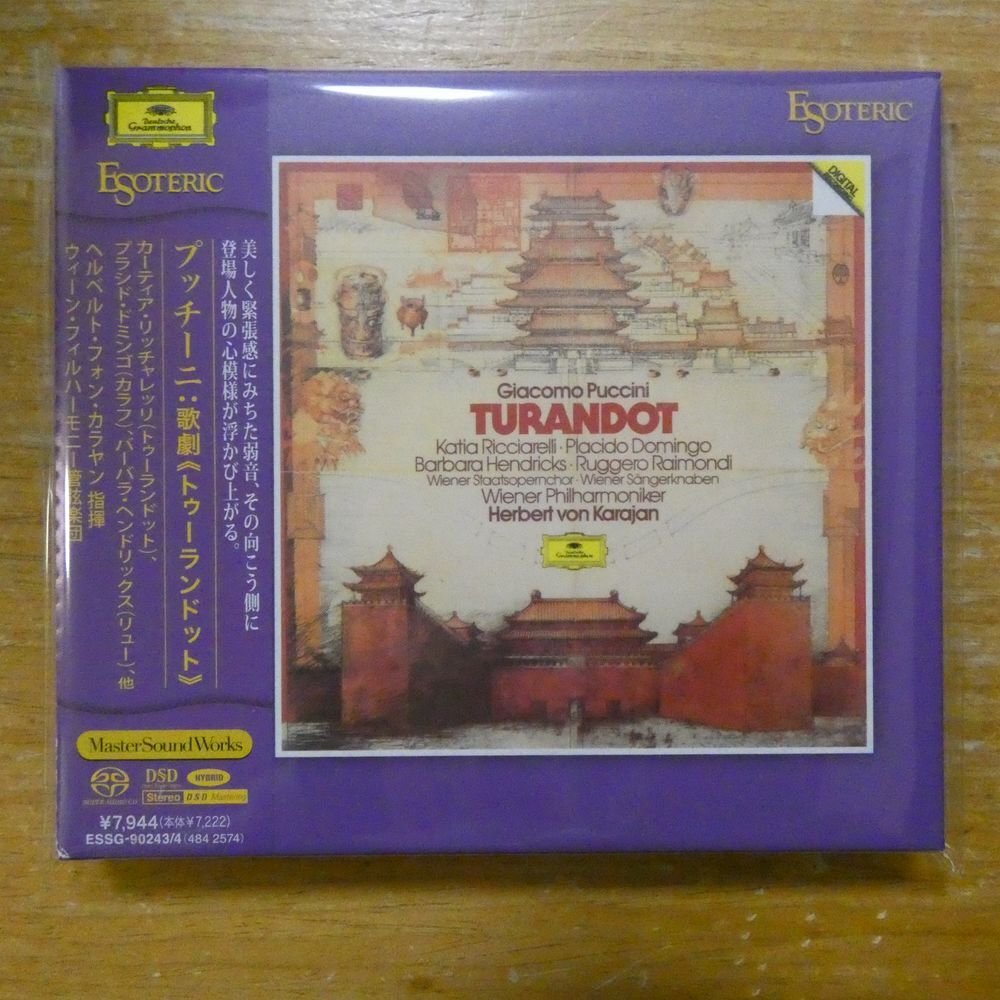 Deutsche
Grammophon
ESOTERIC
美しく緊張感にみちた弱音、その向こう側に
登場人物の心模様が浮かび上がる。
プッチーニ:歌劇《トゥーランドット》
カーティア・リッチャレッリ(トゥーランドット)、
プラシド・ドミンゴ(カラフ)、バーバラ・ヘンドリックス(リュー)、他
ヘルベルト・フォン・カラヤン 指揮
ウィーン・フィルハーモニー管弦楽団
MasterSoundWorks
SUPER AUDIO CD
DSD
HYBRID
Stereo
DSD Mastering
¥7,944(本体¥7,222)
ESSG-90243/4(484 2574)
ESOTERIC
DIGITAL
Giacomo Puccini
TURANDOT
Katia Ricciarelli · Placido Domingo
Barbara Hendricks · Ruggero Raimondi
Wiener Staatsopernchor · Wiener Sängerknaben
Wiener Philharmoniker
Herbert von Karajan
Deutsche
Grammophon